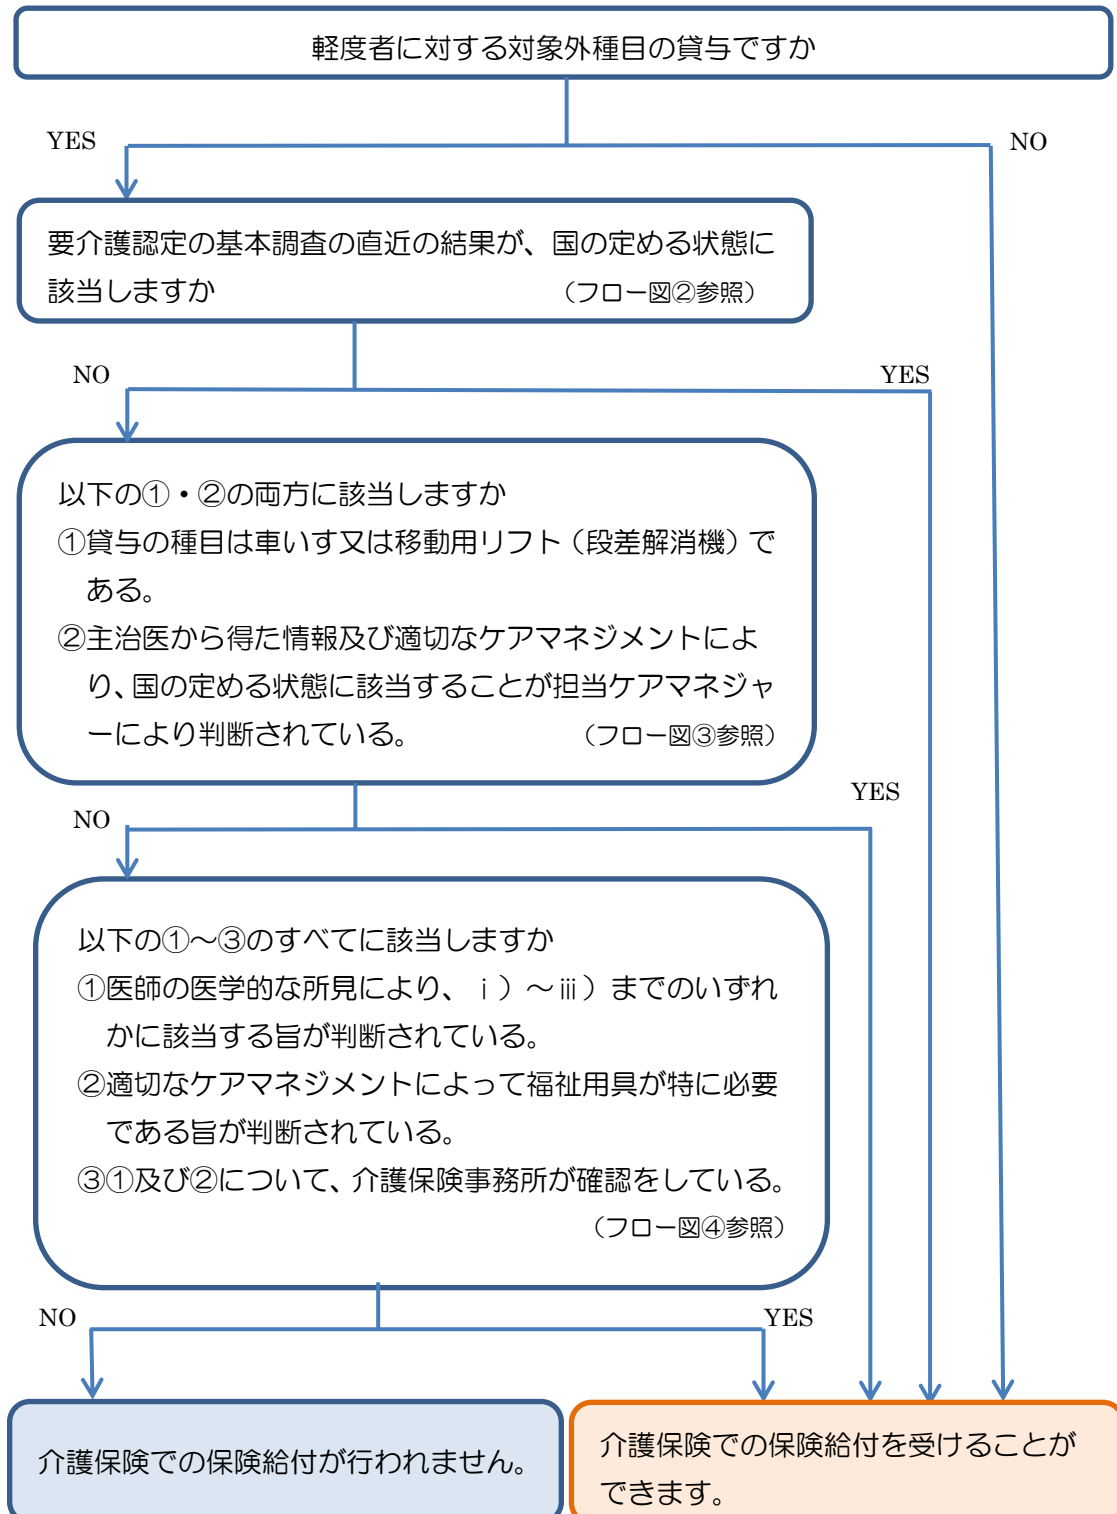 軽度者に対する対象外種目の貸与ですか
YES
NO
要介護認定の基本調査の直近の結果が、国の定める状態に
該当しますか （フロー図②参照）
NO
YES
以下の①・②の両方に該当しますか
①貸与の種目は車いす又は移動用リフト（段差解消機）で
ある。
②主治医から得た情報及び適切なケアマネジメントによ
り、国の定める状態に該当することが担当ケアマネジャ
ーにより判断されている。 （フロー図③参照）
NO
YES
以下の①～③のすべてに該当しますか
①医師の医学的な所見により、ⅰ）～ⅲ）までのいずれ
かに該当する旨が判断されている。
②適切なケアマネジメントによって福祉用具が特に必要
である旨が判断されている。
③①及び②について、介護保険事務所が確認をしている。
（フロー図④参照）
NO
YES
介護保険での保険給付が行われません。
介護保険での保険給付を受けることが
できます。